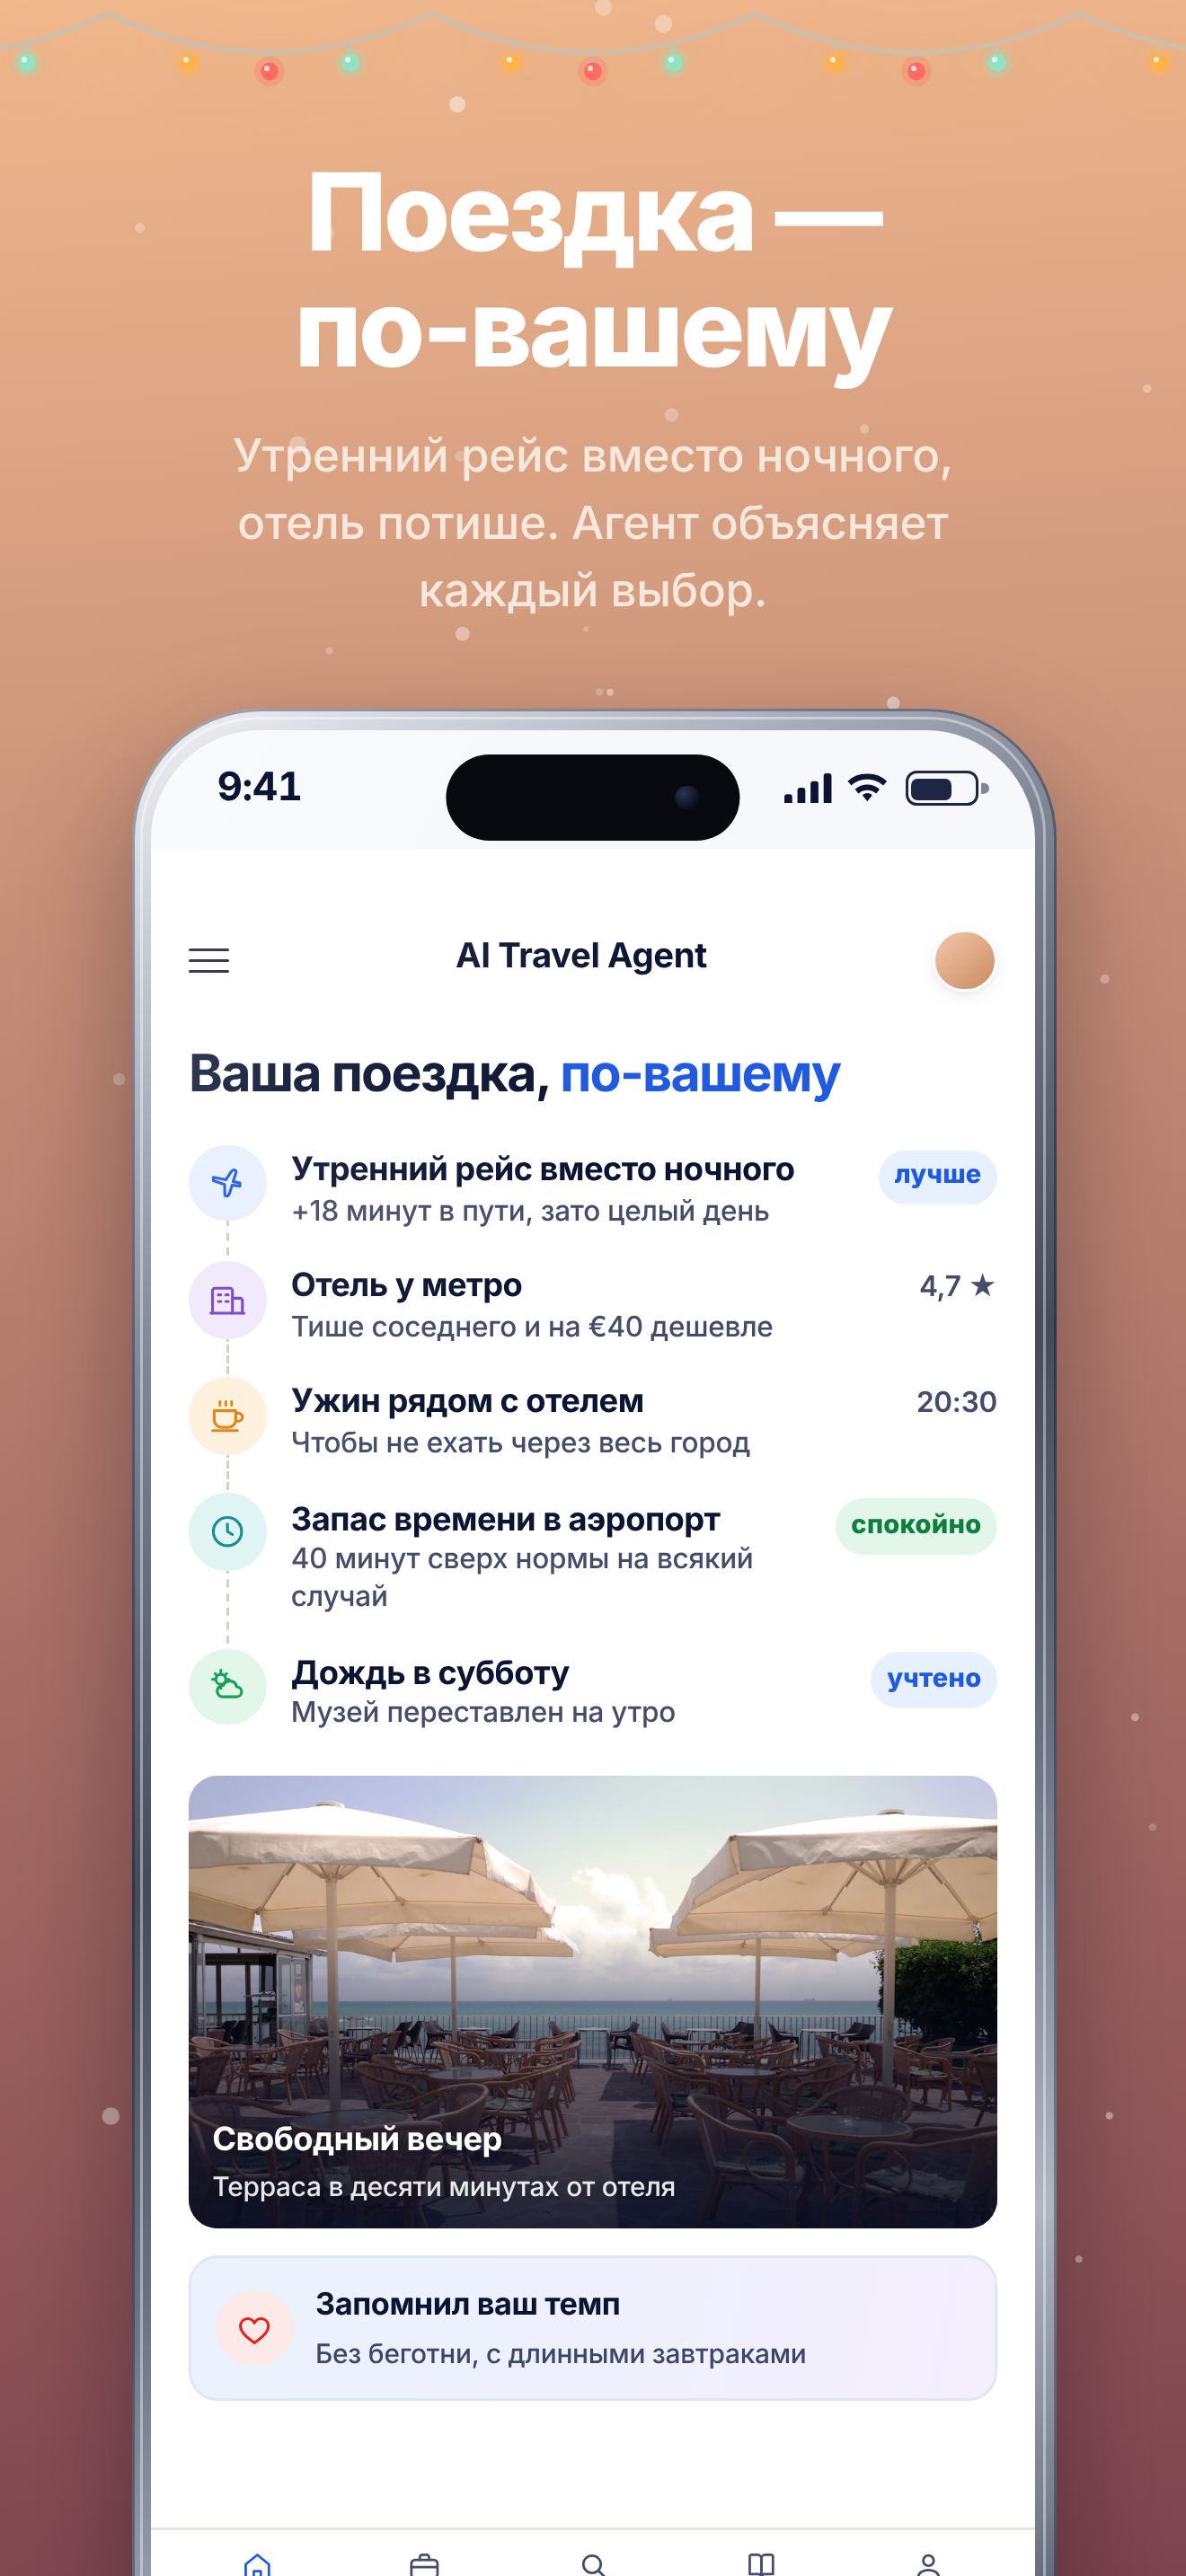 Поездка —
по-вашему
Утренний рейс вместо ночного,
отель потише. Агент объясняет
каждый выбор.
9:41
AI Travel Agent
Ваша поездка, по-вашему
Утренний рейс вместо ночного
лучше
+18 минут в пути, зато целый день
Отель у метро
4,7 ★
Тише соседнего и на €40 дешевле
Ужин рядом с отелем
20:30
Чтобы не ехать через весь город
Запас времени в аэропорт
спокойно
40 минут сверх нормы на всякий
случай
Дождь в субботу
учтено
Музей переставлен на утро
Свободный вечер
Терраса в десяти минутах от отеля
Запомнил ваш темп
Без беготни, с длинными завтраками